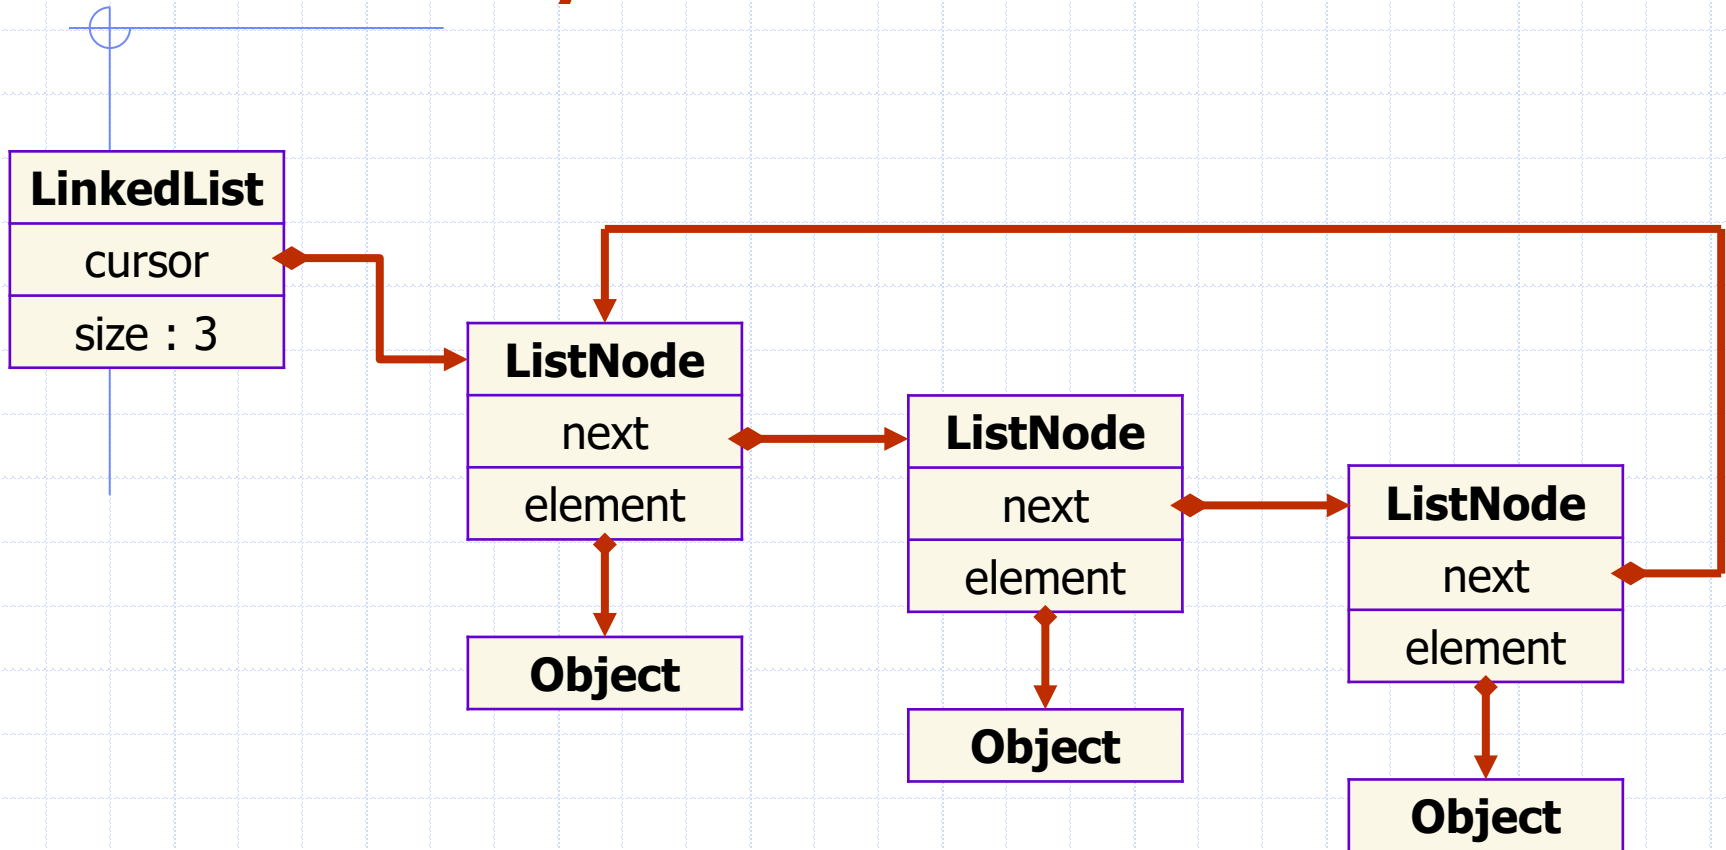 LinkedList
cursor
size : 3
ListNode
next
element
Object
ListNode
next
element
Object
ListNode
next
element
Object